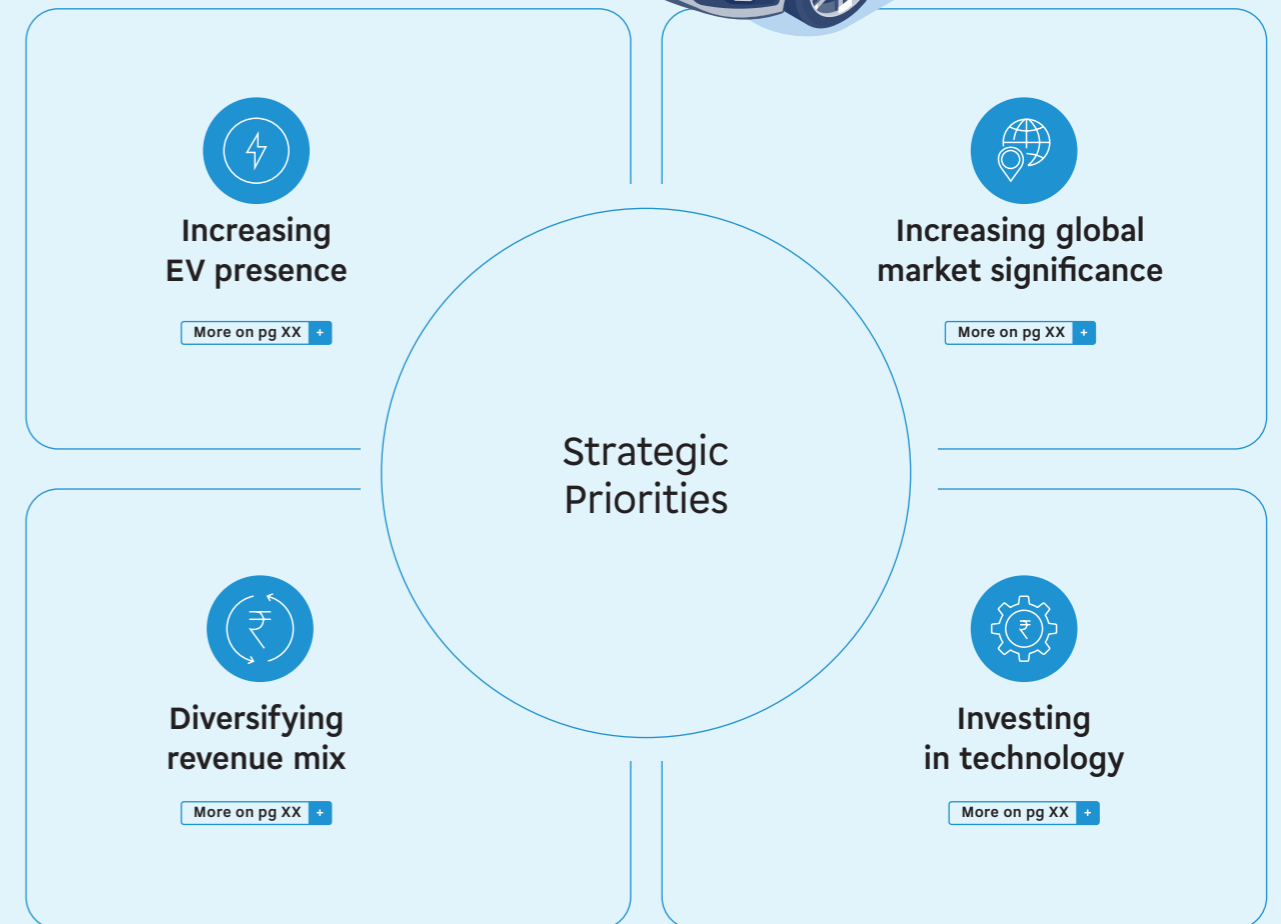 Increasing
EV presence
More on pg XX +
Increasing global
market significance
More on pg XX +
Strategic
Priorities
Diversifying
revenue mix
More on pg XX +
Investing
in technology
More on pg XX +